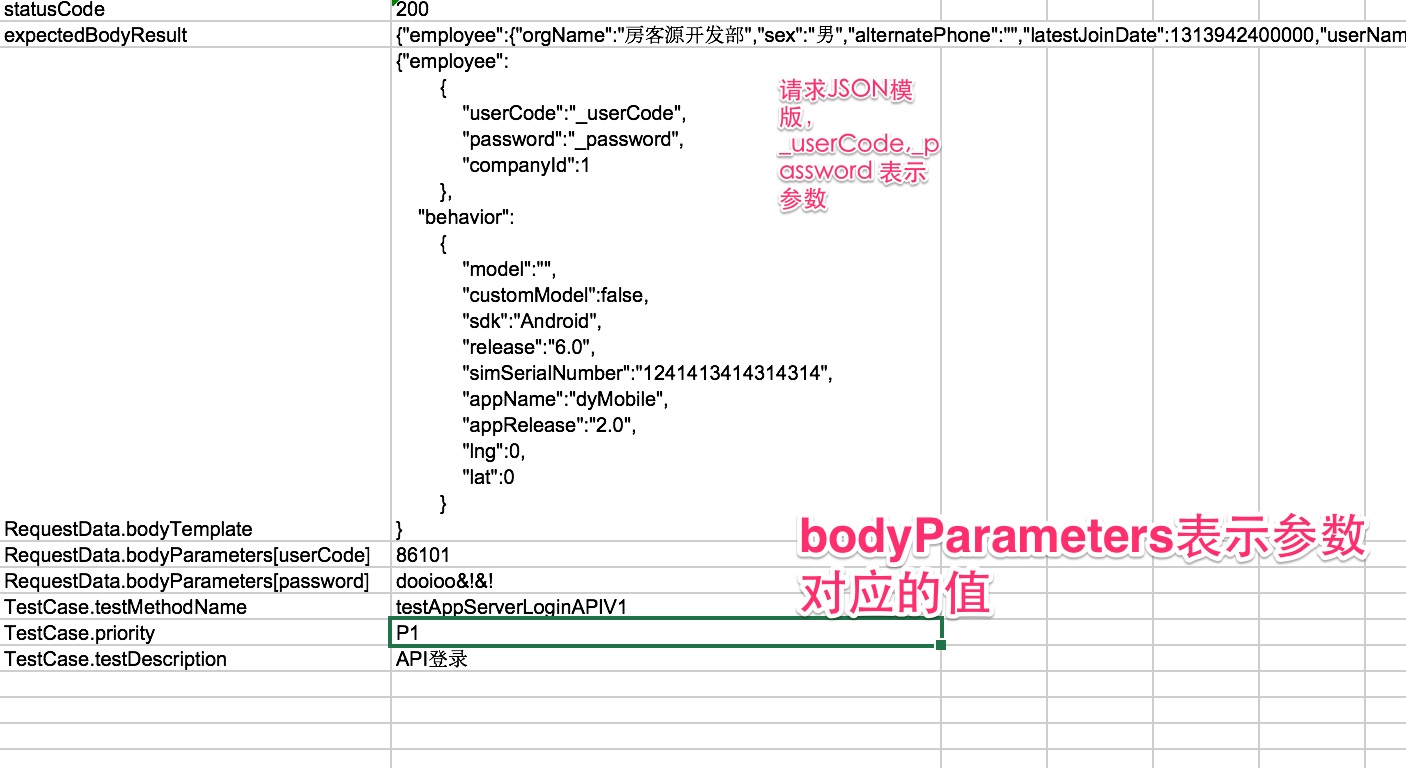 statusCode 200
expectedBodyResult {"employee":{"orgName":"房客源开发部","sex":"男","alternatePhone":"","latestJoinDate":1313942400000,"userNam
{"employee":
{
"userCode":"_userCode",
"password":"_password",
"companyId":1
},
"behavior":
{
"model":"",
"customModel":false,
"sdk":"Android",
"release":"6.0",
"simSerialNumber":"1241413414314314",
"appName":"dyMobile",
"appRelease":"2.0",
"lng":0,
"lat":0
}
RequestData.bodyTemplate }
RequestData.bodyParameters[userCode] 86101
RequestData.bodyParameters[password] dooioo&!&!
TestCase.testMethodName testAppServerLoginAPIV1
TestCase.priority P1
TestCase.testDescription API登录
请求JSON模
版，
_userCode,_p
assword 表示
参数
bodyParameters表示参数
对应的值